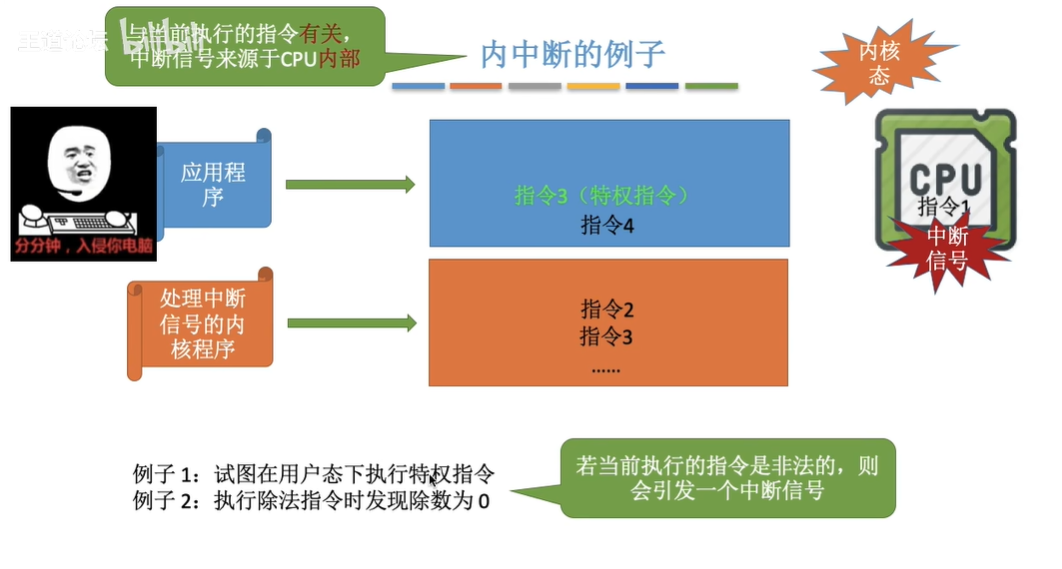 与当前执行的指令有关，
中断信号来源于CPU内部
bilibili
内中断的例子
内核
态
应用程
序
指令3（特权指令）
指令4
CPU
指令1
中断
信号
分分钟，入侵你电脑
处理中断
信号的内
核程序
指令2
指令3
……
例子 1：试图在用户态下执行特权指令
例子 2：执行除法指令时发现除数为 0
若当前执行的指令是非法的，则
会引发一个中断信号